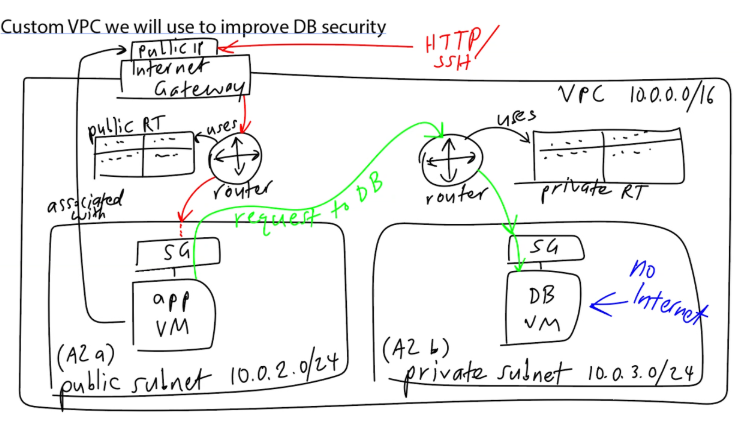 Custom VPC we will use to improve DB security
public IP
HTTP/
SSH
Internet
Gateway
VPC 10.0.0.0/16
public RT
uses
uses
router
router
private RT
associated
with
request to DB
SG
SG
app
VM
DB
VM
no
Internet
(AZ a)
public subnet 10.0.2.0/24
(AZ b)
private subnet 10.0.3.0/24